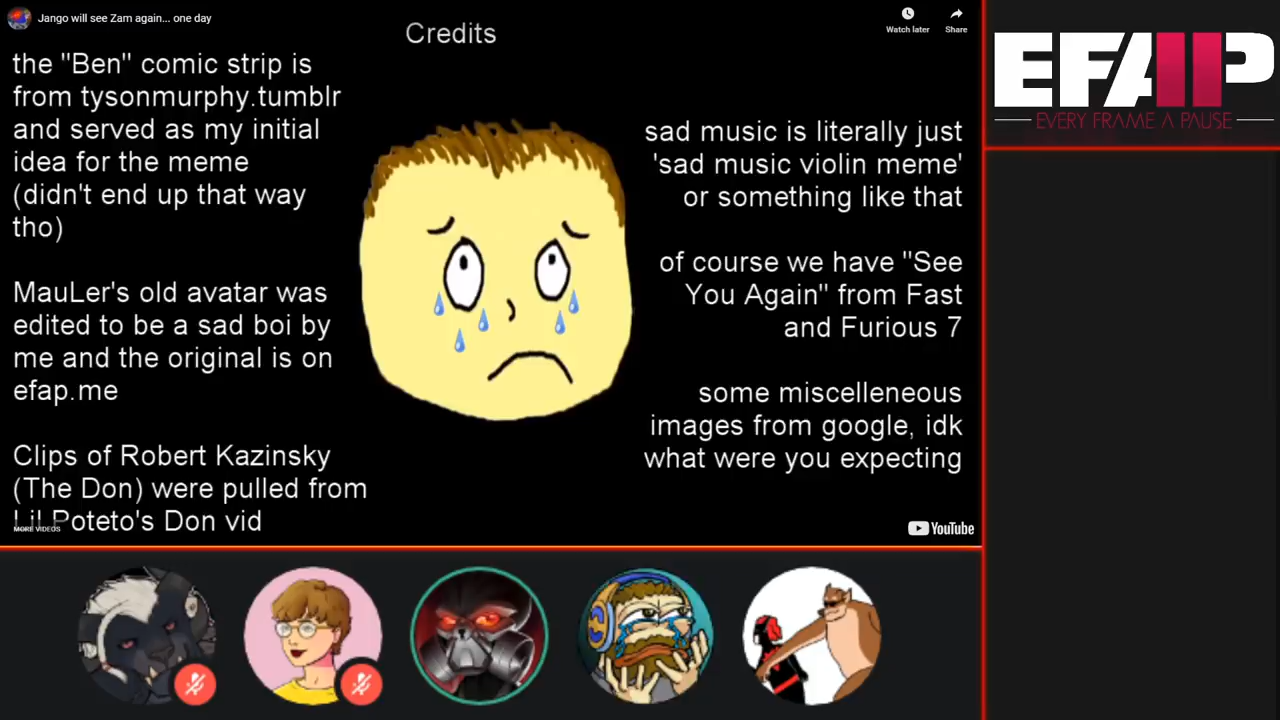 Jango will see Zam again... one day
Credits
Watch later
Share
the "Ben" comic strip is
from tysonmurphy.tumblr
and served as my initial
idea for the meme
(didn't end up that way
tho)
MauLer's old avatar was
edited to be a sad boi by
me and the original is on
efap.me
Clips of Robert Kazinsky
(The Don) were pulled from
Lil Poteto's Don vid
MORE VIDEOS
sad music is literally just
'sad music violin meme'
or something like that
of course we have "See
You Again" from Fast
and Furious 7
some miscelleneous
images from google, idk
what were you expecting
YouTube
EFAP
EVERY FRAME A PAUSE